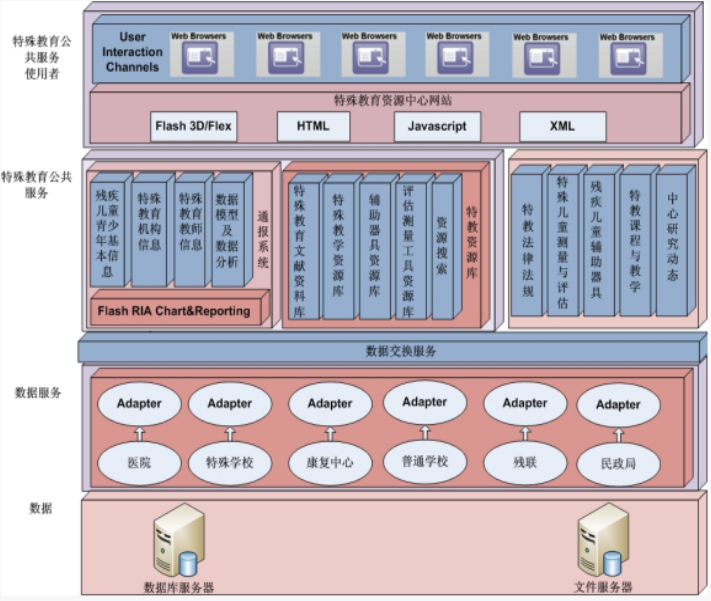 特殊教育公
共服务
使用者
User
Interaction
Channels
Web Browsers
Web Browsers
Web Browsers
Web Browsers
Web Browsers
Web Browsers
特殊教育资源中心网站
Flash 3D/Flex
HTML
Javascript
XML
特殊教育公共
服务
残疾儿童青少年基本信息
特殊教育机构信息
特殊教育教师信息
数据模型及数据分析
通报系统
Flash RIA Chart&Reporting
特殊教育文献资料库
特殊教学资源库
辅助器具资源库
评估测量工具资源库
资源搜索
特教资源库
特教法律法规
特殊儿童测量与评估
残疾儿童辅助器具
特教课程与教学
中心研究动态
数据交换服务
数据服务
Adapter
Adapter
Adapter
Adapter
Adapter
Adapter
医院
特殊学校
康复中心
普通学校
残联
民政局
数据
数据库服务器
文件服务器